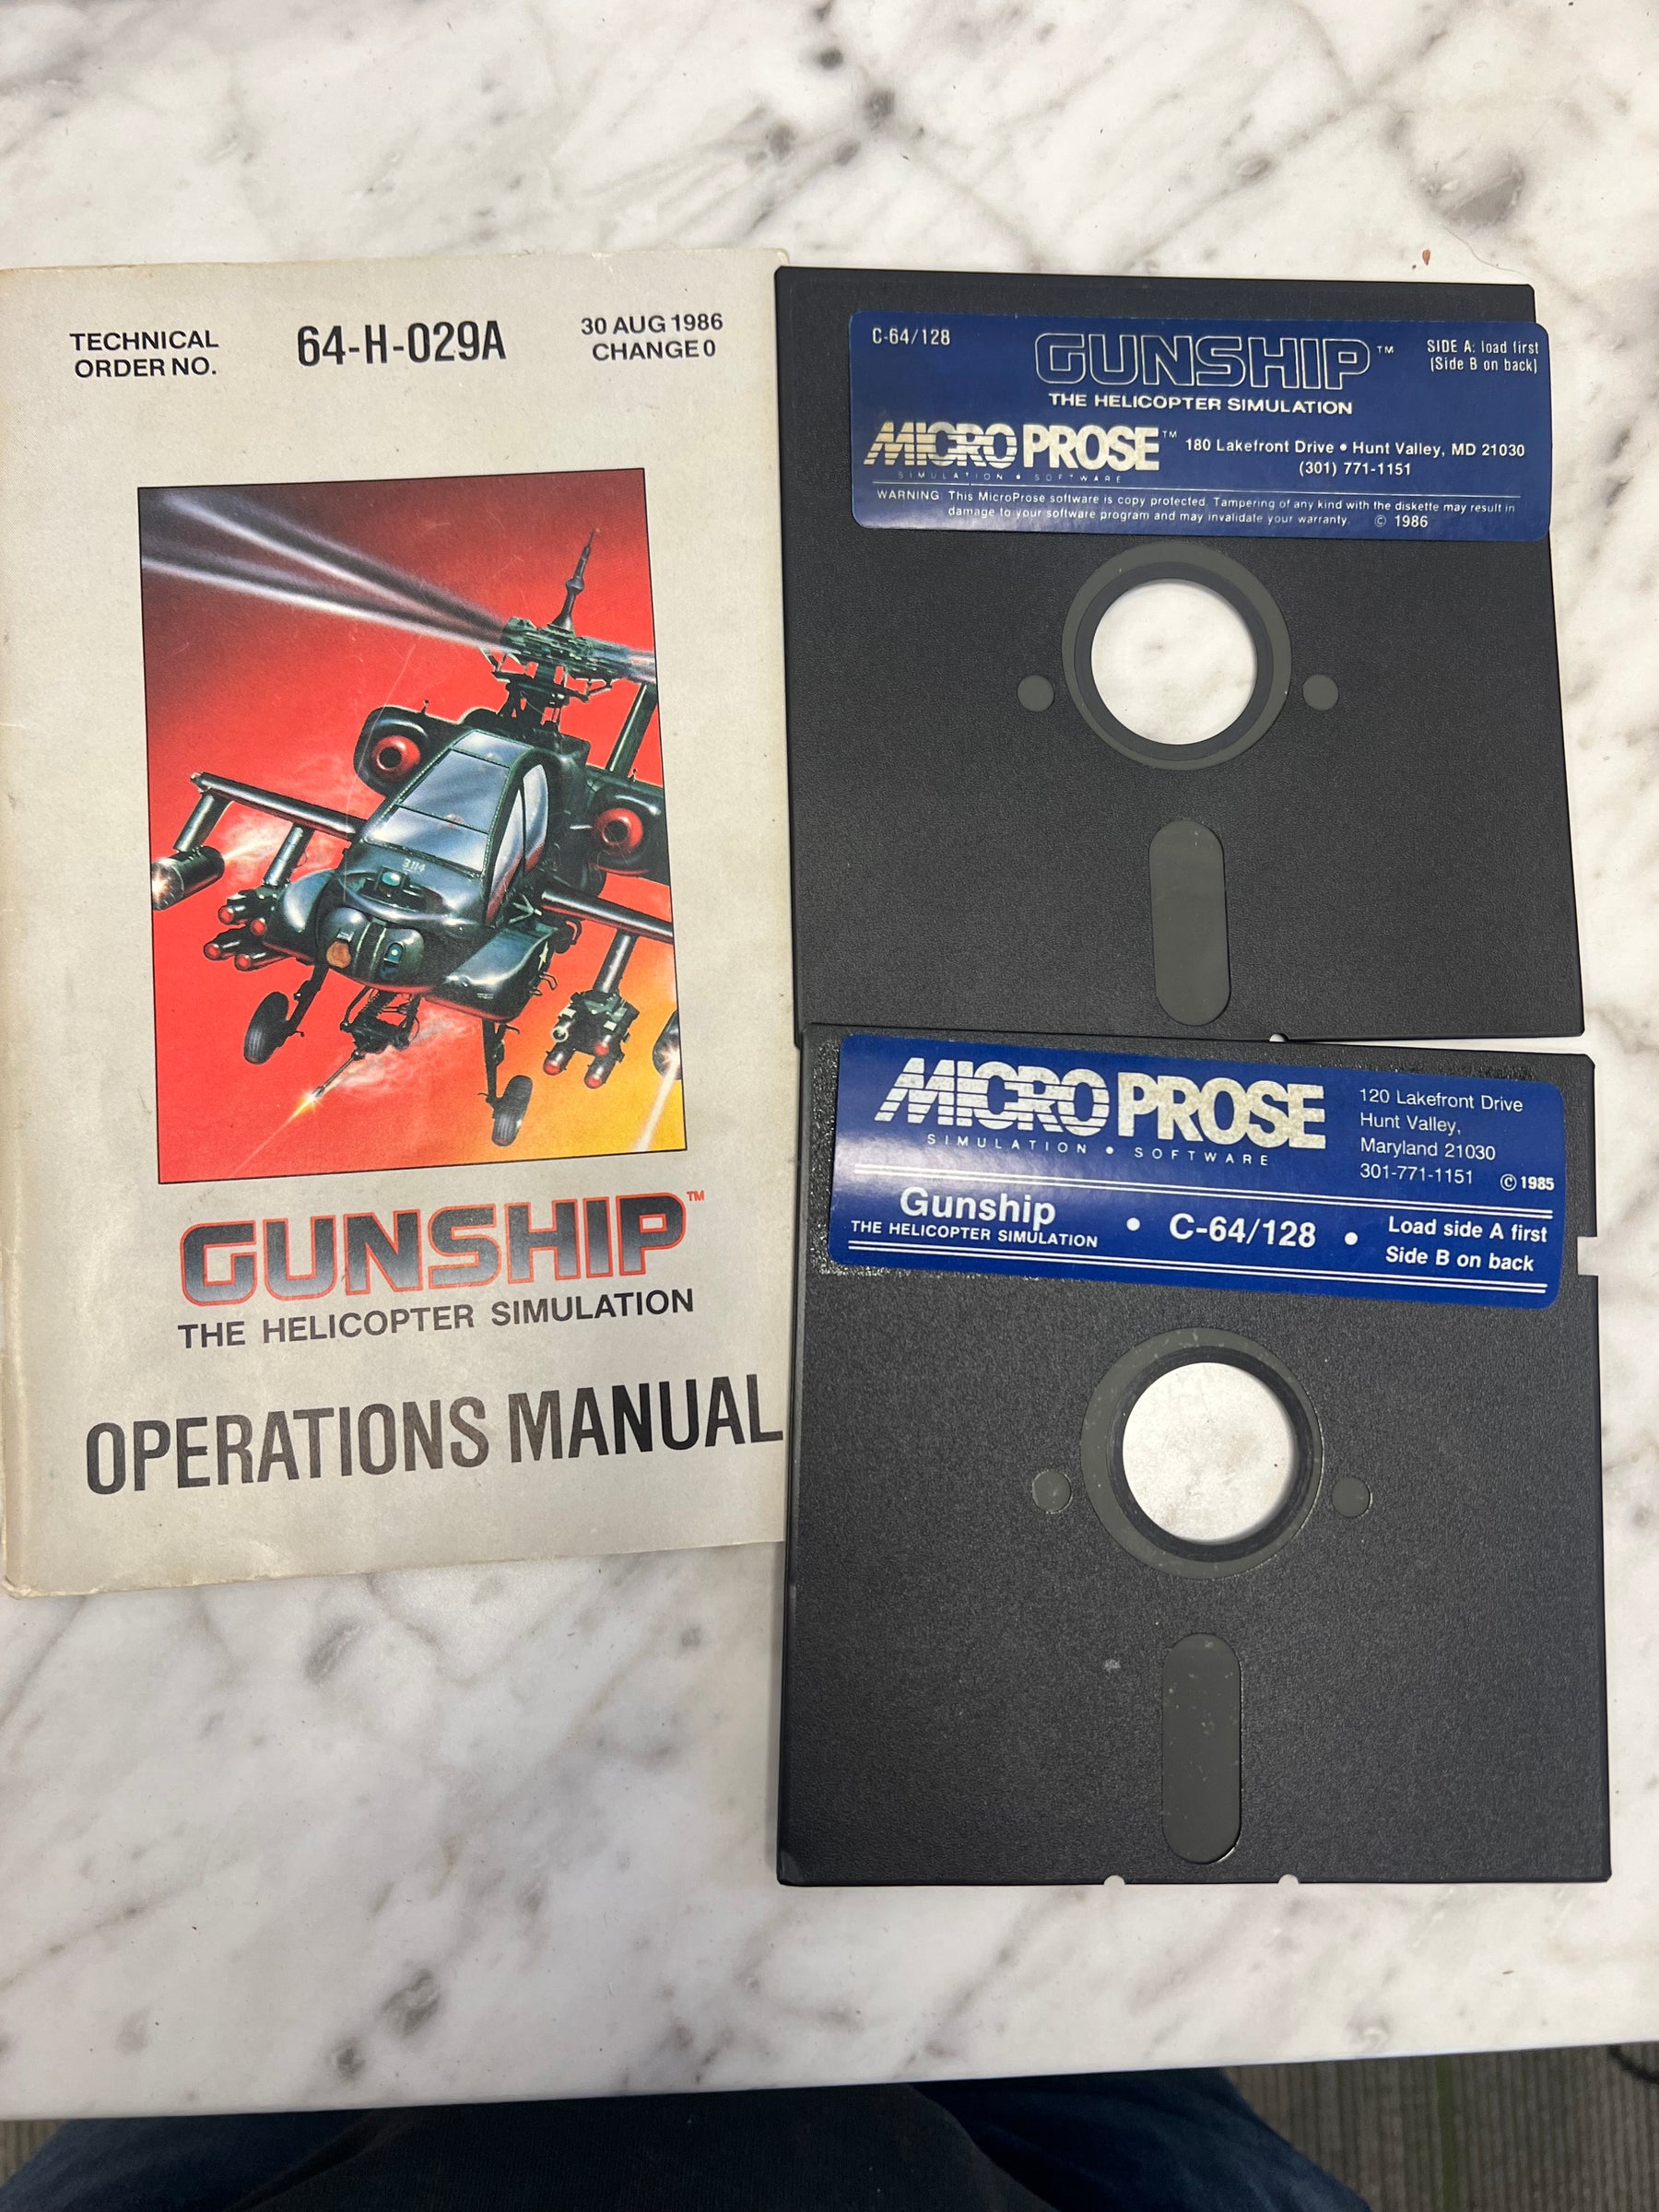 TECHNICAL
ORDER NO.
64-H-029A
30 AUG 1986
CHANGE 0
3114
GUNSHIP™
THE HELICOPTER SIMULATION
OPERATIONS MANUAL
C-64/128
GUNSHIP™
THE HELICOPTER SIMULATION
SIDE A: load first
(Side B on back)
MICROPROSE™
SIMULATION • SOFTWARE
180 Lakefront Drive • Hunt Valley, MD 21030
(301) 771-1151
WARNING: This MicroProse software is copy protected. Tampering of any kind with the diskette may result in
damage to your software program and may invalidate your warranty. © 1986
MICROPROSE
SIMULATION • SOFTWARE
120 Lakefront Drive
Hunt Valley,
Maryland 21030
301-771-1151 © 1985
Gunship
THE HELICOPTER SIMULATION
• C-64/128 •
Load side A first
Side B on back